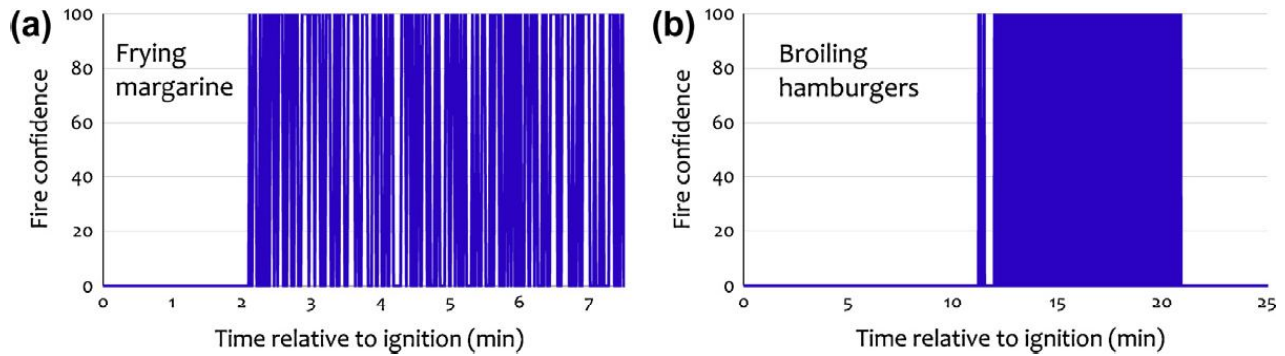 (a)
Fire confidence
100
80
60
40
20
0
Frying
margarine
0 1 2 3 4 5 6 7
Time relative to ignition (min)
(b)
Fire confidence
100
80
60
40
20
0
Broiling
hamburgers
0 5 10 15 20 25
Time relative to ignition (min)